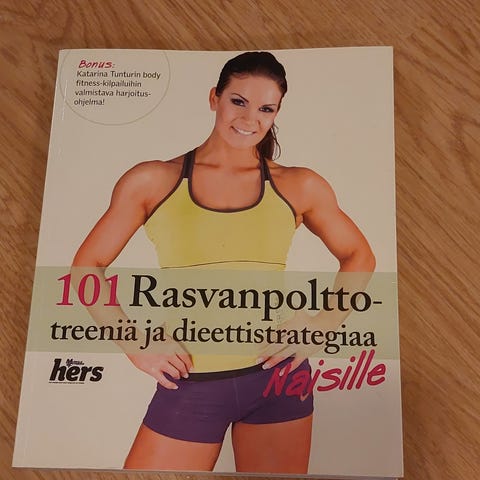 Bonus:
Katarina Tunturin body
fitness-kilpailuihin
valmistava harjoitus-
ohjelma!
101 Rasvanpoltto-
treeniä ja dieettistrategiaa
Naisille
hers